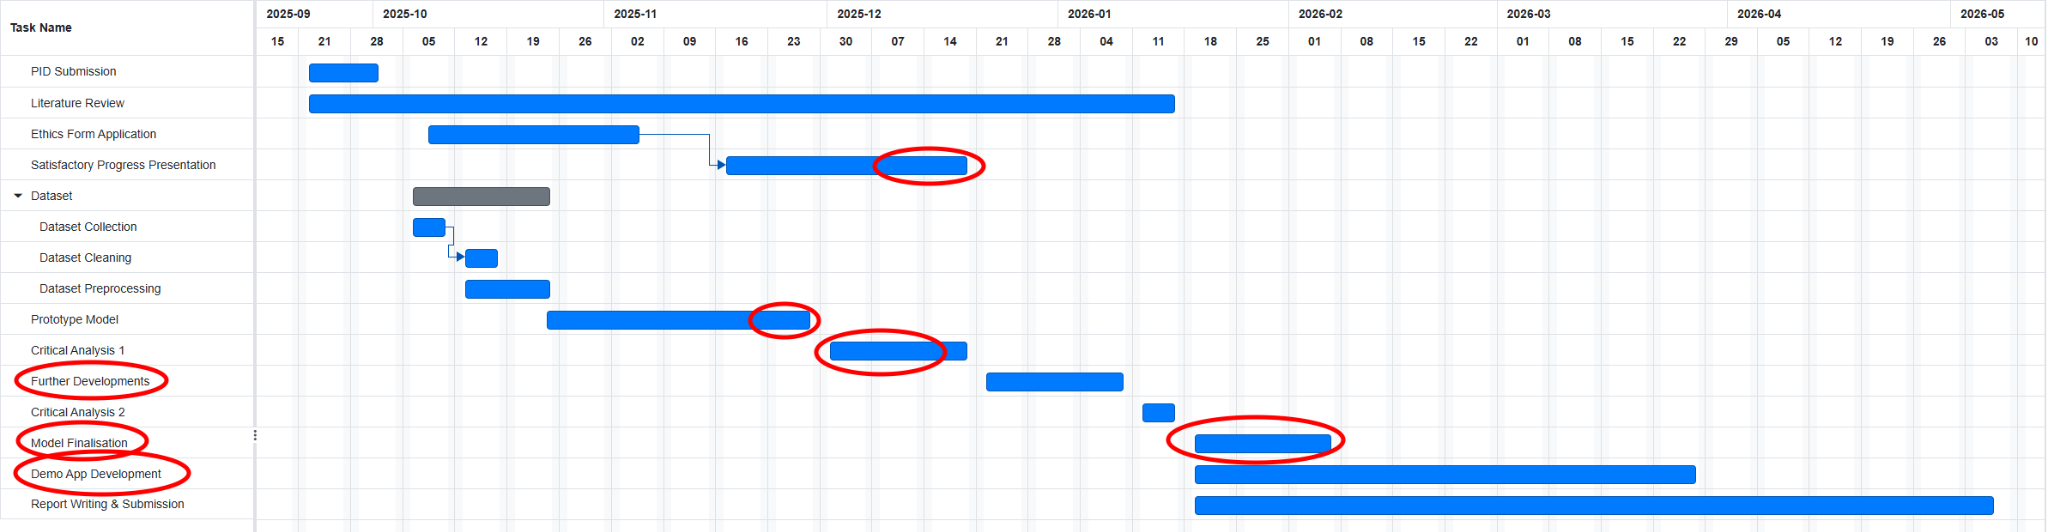 Task Name
2025-09 2025-10 2025-11 2025-12 2026-01 2026-02 2026-03 2026-04 2026-05
15 21 28 05 12 19 26 02 09 16 23 30 07 14 21 28 04 11 18 25 01 08 15 22 01 08 15 22 29 05 12 19 26 03 10
PID Submission
Literature Review
Ethics Form Application
Satisfactory Progress Presentation
Dataset
Dataset Collection
Dataset Cleaning
Dataset Preprocessing
Prototype Model
Critical Analysis 1
Further Developments
Critical Analysis 2
Model Finalisation
Demo App Development
Report Writing & Submission